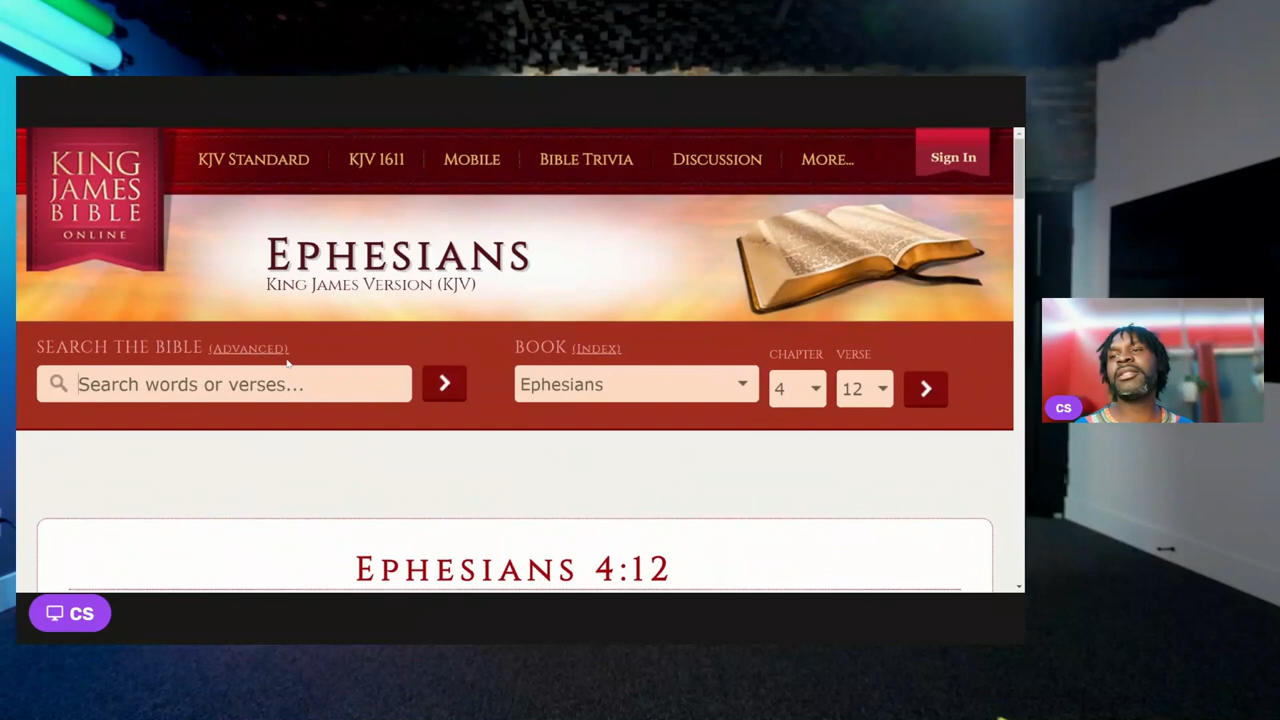 KING
JAMES
BIBLE
ONLINE
KJV STANDARD
KJV 1611
MOBILE
BIBLE TRIVIA
DISCUSSION
MORE...
Sign In
EPHESIANS
KING JAMES VERSION (KJV)
SEARCH THE BIBLE (ADVANCED)
Search words or verses...
BOOK (INDEX)
Ephesians
CHAPTER
4
VERSE
12
EPHESIANS 4:12
CS
CS